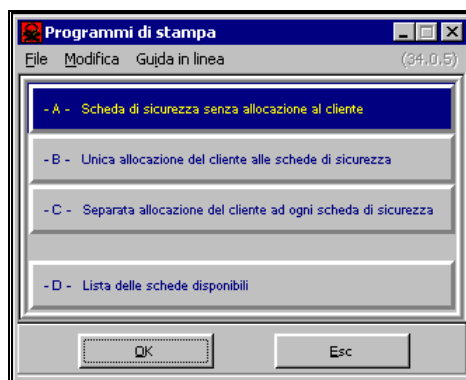 Programmi di stampa
File Modifica Guida in linea (34,0,5)
- A - Scheda di sicurezza senza allocazione al cliente
- B - Unica allocazione del cliente alle schede di sicurezza
- C - Separata allocazione del cliente ad ogni scheda di sicurezza
- D - Lista delle schede disponibili
OK Esc